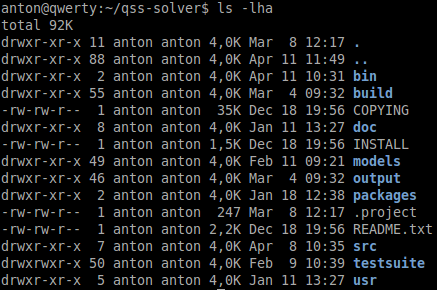 anton@qwerty:~/qss-solver$ ls -lha
total 92K
drwxr-xr-x 11 anton anton 4,0K Mar  8 12:17 .
drwxr-xr-x 88 anton anton 4,0K Apr 11 11:49 ..
drwxr-xr-x  2 anton anton 4,0K Apr 11 10:31 bin
drwxr-xr-x 55 anton anton 4,0K Mar  4 09:32 build
-rw-rw-r--  1 anton anton  35K Dec 18 19:56 COPYING
drwxr-xr-x  8 anton anton 4,0K Jan 11 13:27 doc
-rw-rw-r--  1 anton anton 1,5K Dec 18 19:56 INSTALL
drwxr-xr-x 49 anton anton 4,0K Feb 11 09:21 models
drwxr-xr-x 46 anton anton 4,0K Mar  4 09:32 output
drwxr-xr-x  2 anton anton 4,0K Jan 18 12:38 packages
-rw-rw-r--  1 anton anton  247 Mar  8 12:17 .project
-rw-rw-r--  1 anton anton 2,2K Dec 18 19:56 README.txt
drwxr-xr-x  7 anton anton 4,0K Apr  8 10:35 src
drwxrwxr-x 50 anton anton 4,0K Feb  9 10:39 testsuite
drwxr-xr-x  5 anton anton 4,0K Jan 11 13:27 usr